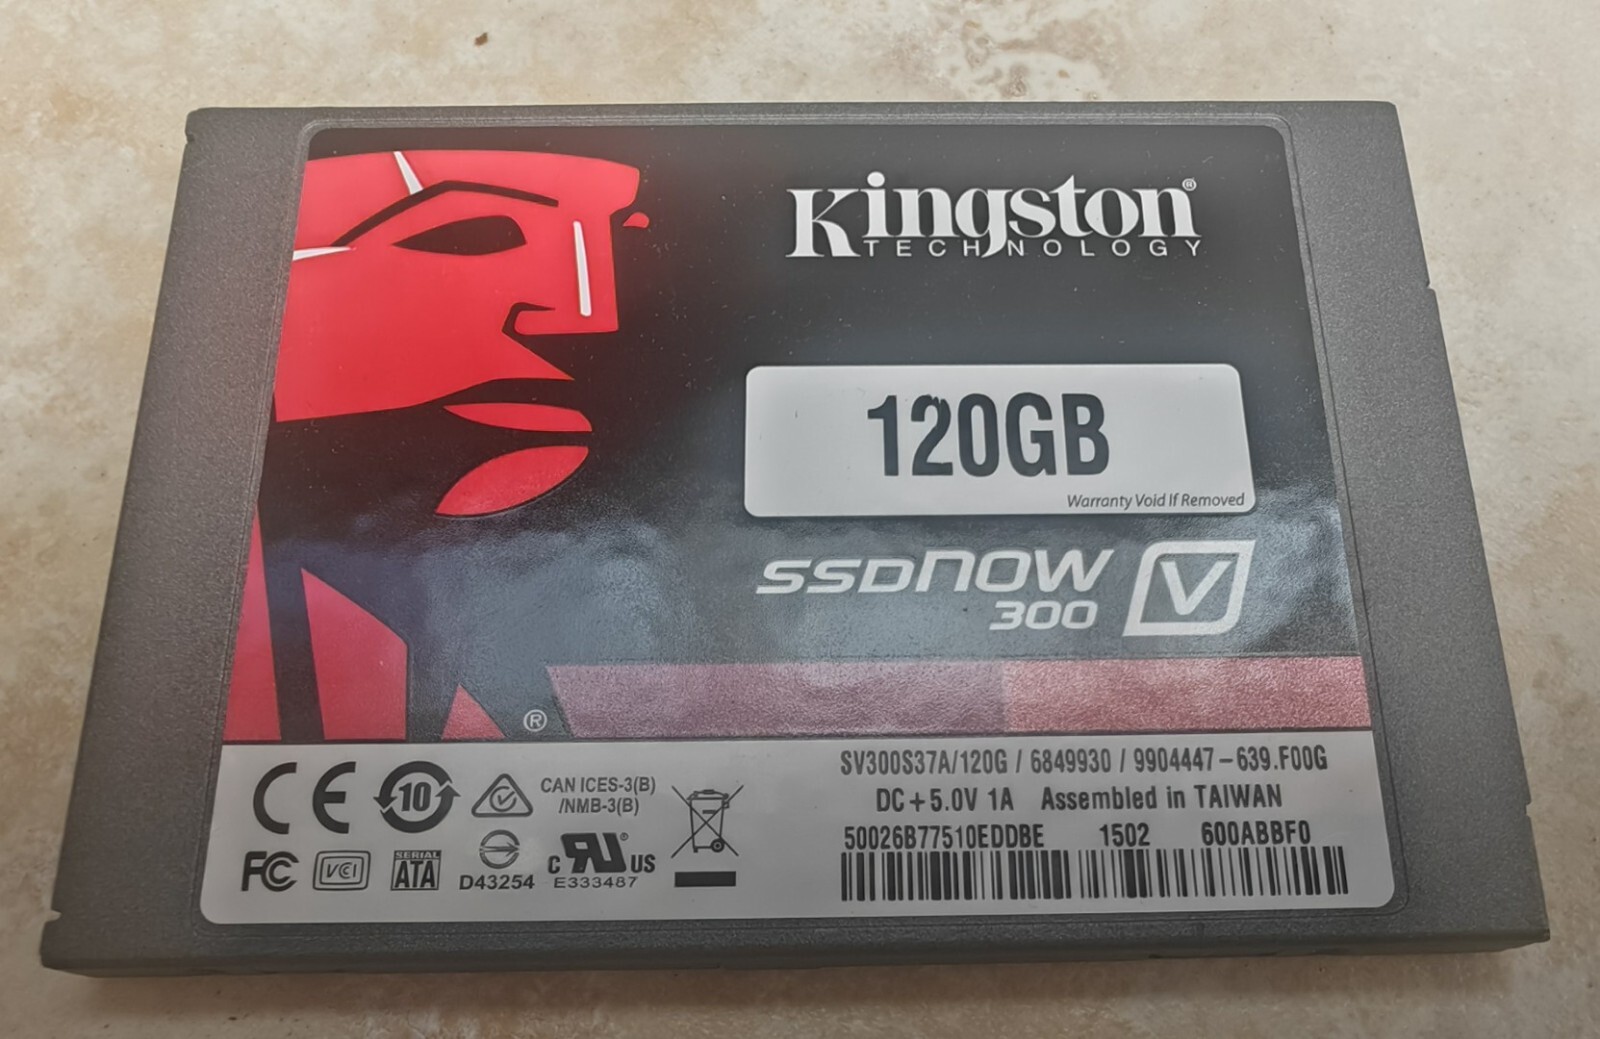 Kingston®
TECHNOLOGY
120GB
Warranty Void If Removed
SSDNOW
300
V
®
SV300S37A/120G / 6849930 / 9904447-639.F00G
DC+5.0V 1A Assembled in TAIWAN
50026B77510EDDBE 1502 600ABBF0
CE
10
CAN ICES-3(B)
/NMB-3(B)
FC
VCI
SERIAL
ATA
D43254
c RU® US
E333487